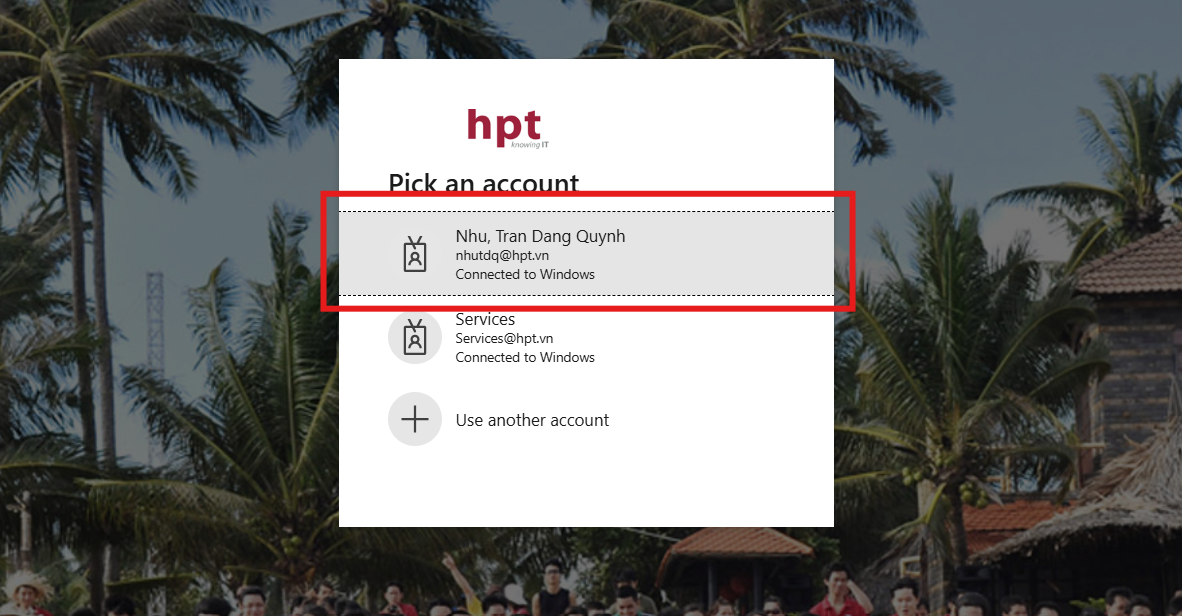 hpt
knowing IT
Pick an account
Nhu, Tran Dang Quynh
nhutdq@hpt.vn
Connected to Windows
Services
Services@hpt.vn
Connected to Windows
Use another account